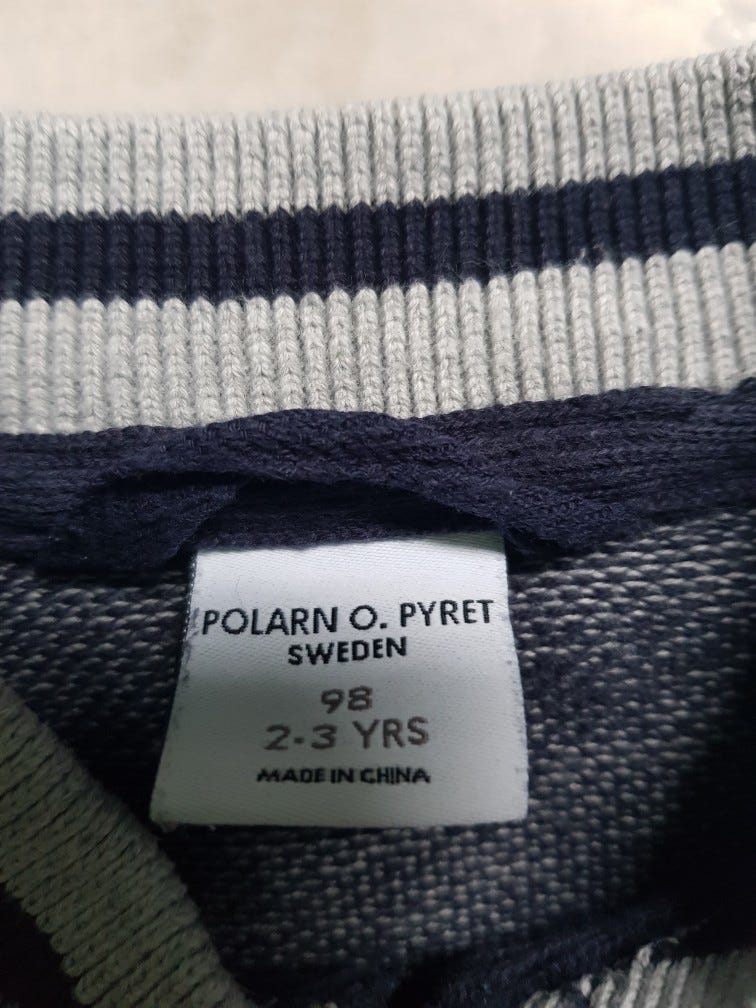 POLARN O. PYRET
SWEDEN
98
2-3 YRS
MADE IN CHINA